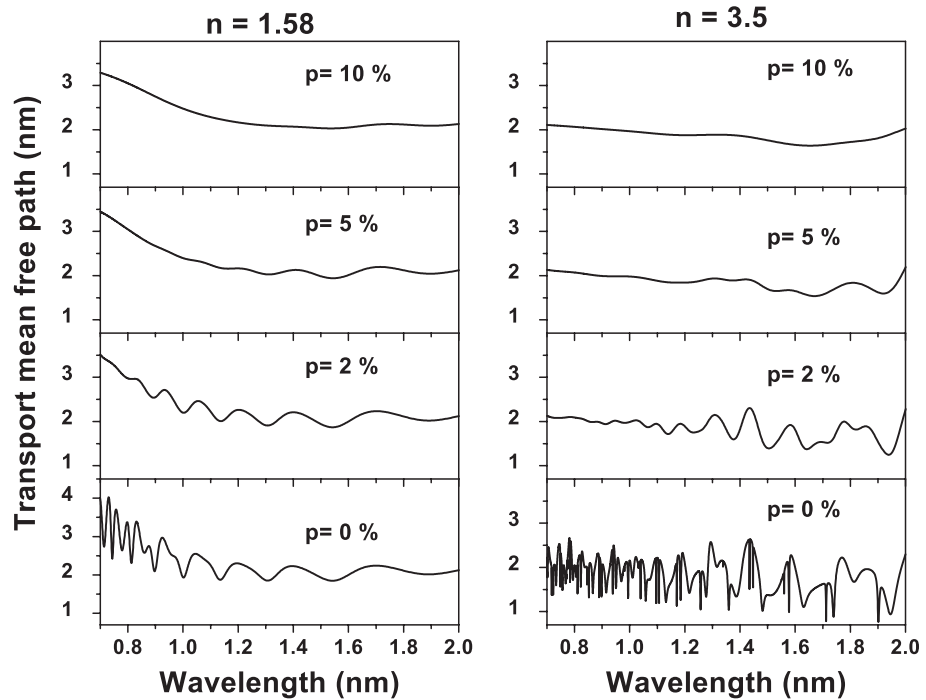 n = 1.58
n = 3.5
Transport mean free path (nm)
p= 10 %
3
2
1
p= 10 %
3
2
1
p= 5 %
3
2
1
p= 5 %
3
2
1
p= 2 %
3
2
1
p= 2 %
3
2
1
p= 0 %
4
3
2
1
p= 0 %
3
2
1
0.8 1.0 1.2 1.4 1.6 1.8 2.0
0.8 1.0 1.2 1.4 1.6 1.8 2.0
Wavelength (nm)
Wavelength (nm)